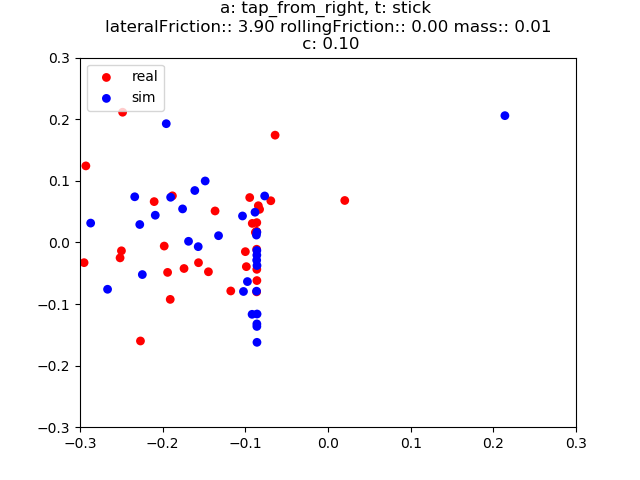 a: tap_from_right, t: stick
lateralFriction:: 3.90 rollingFriction:: 0.00 mass:: 0.01
c: 0.10
real
sim
0.3
0.2
0.1
0.0
−0.1
−0.2
−0.3
−0.3 −0.2 −0.1 0.0 0.1 0.2 0.3